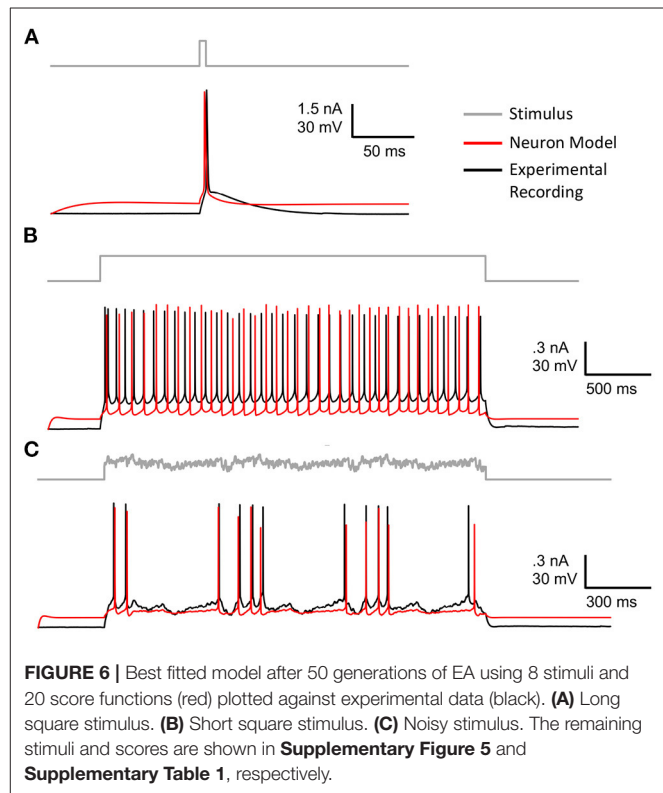 A
1.5 nA
30 mV
50 ms
Stimulus
Neuron Model
Experimental
Recording
B
.3 nA
30 mV
500 ms
C
.3 nA
30 mV
300 ms
FIGURE 6 | Best fitted model after 50 generations of EA using 8 stimuli and
20 score functions (red) plotted against experimental data (black). (A) Long
square stimulus. (B) Short square stimulus. (C) Noisy stimulus. The remaining
stimuli and scores are shown in Supplementary Figure 5 and
Supplementary Table 1, respectively.